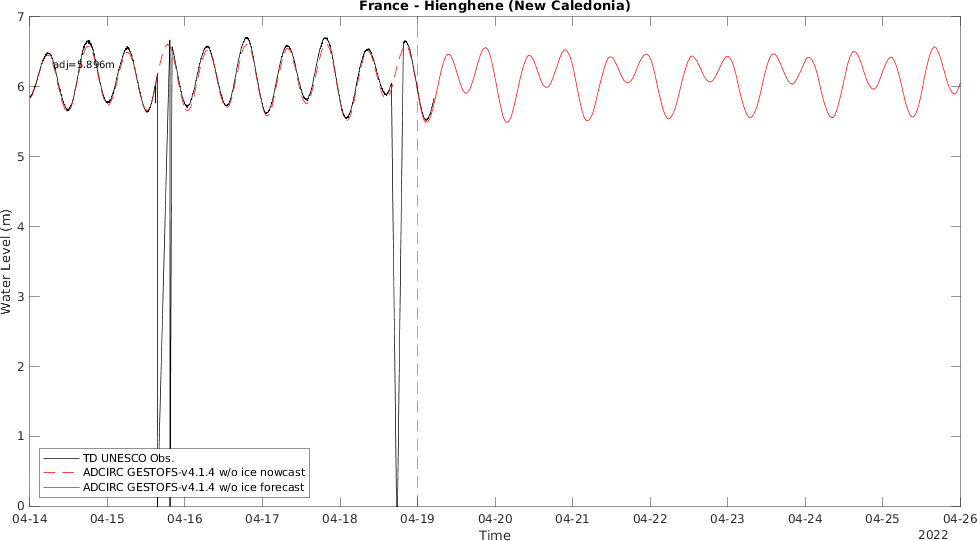 France - Hienghene (New Caledonia)
7
6
5
4
3
2
1
0
Water Level (m)
adj=5.896m
TD UNESCO Obs.
ADCIRC GESTOFS-v4.1.4 w/o ice nowcast
ADCIRC GESTOFS-v4.1.4 w/o ice forecast
04-14 04-15 04-16 04-17 04-18 04-19 04-20 04-21 04-22 04-23 04-24 04-25 04-26
Time
2022